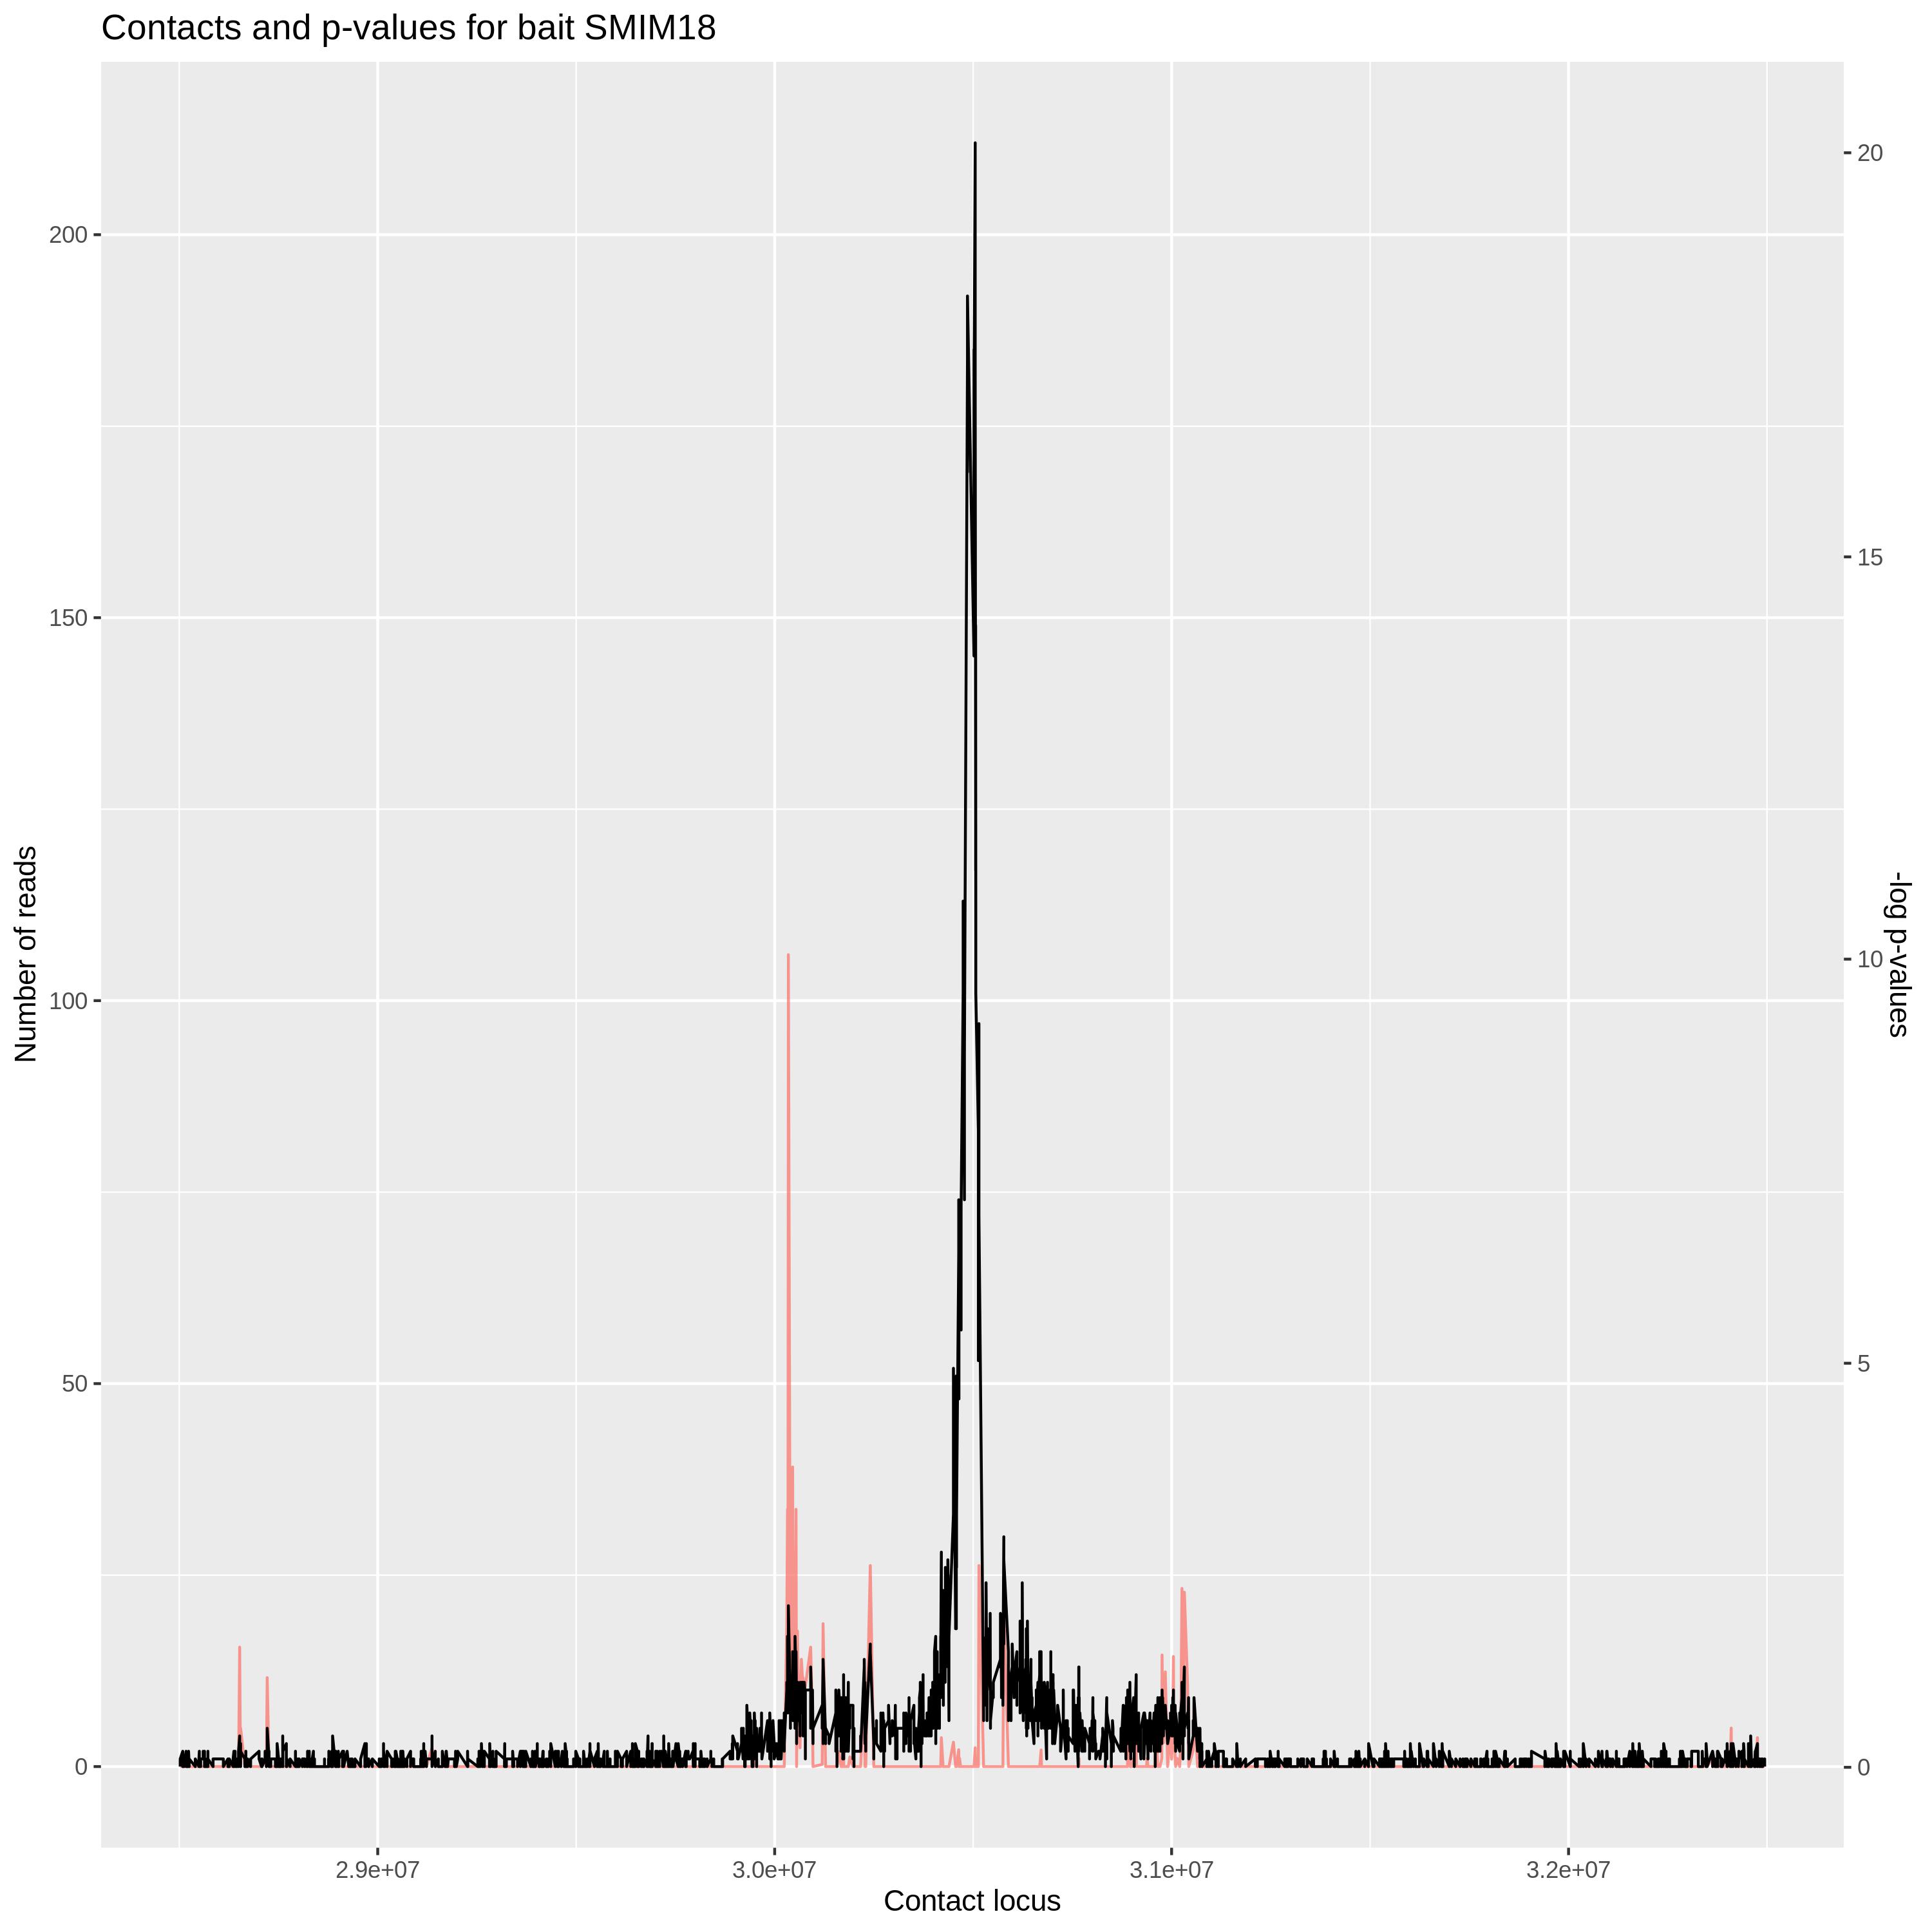 Contacts and p-values for bait SMIM18
Number of reads
200
150
100
50
0
20
15
10
5
0
-log p-values
2.9e+07
3.0e+07
3.1e+07
3.2e+07
Contact locus